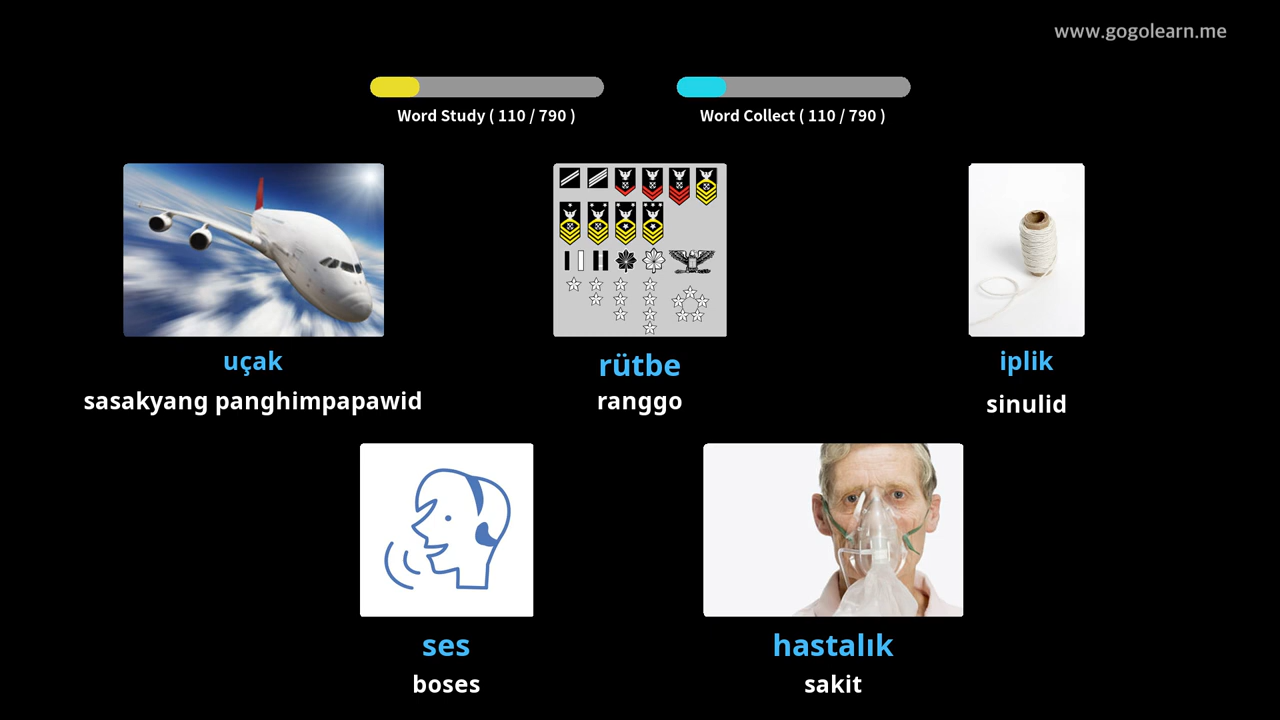 www.gogolearn.me
Word Study ( 110 / 790 )
Word Collect ( 110 / 790 )
uçak
sasakyang panghimpapawid
rütbe
ranggo
iplik
sinulid
ses
boses
hastalık
sakit